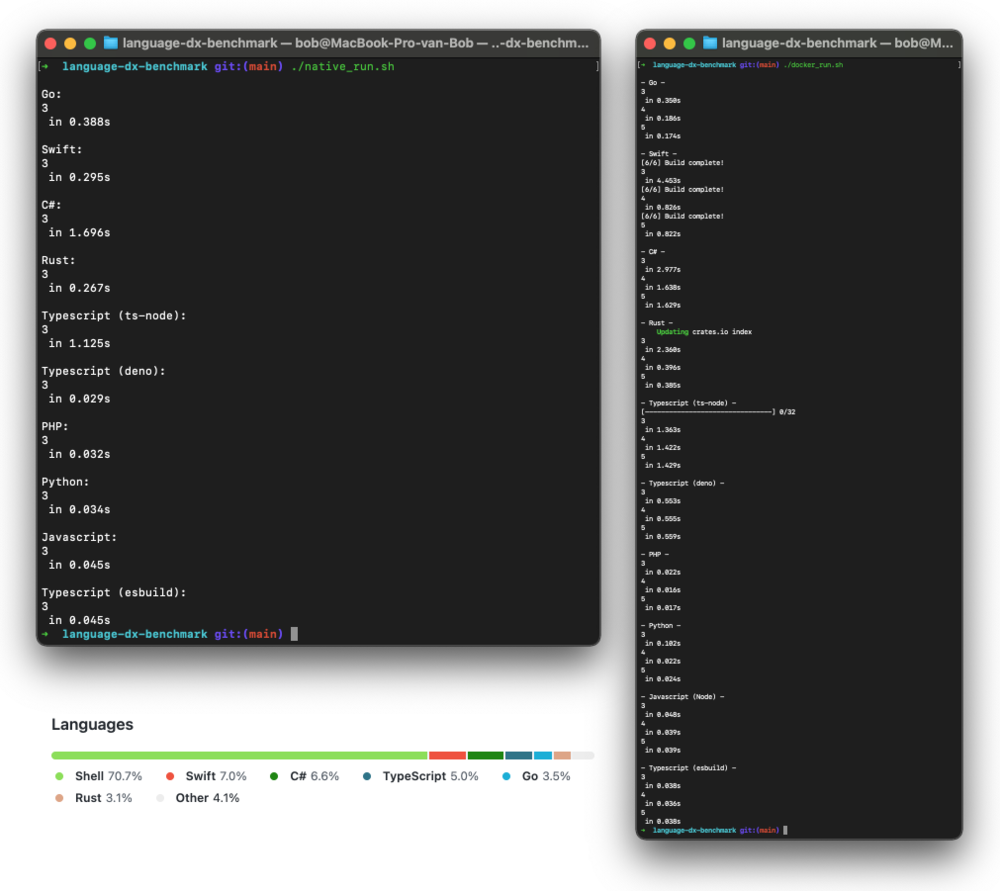 language-dx-benchmark — bob@MacBook-Pro-van-Bob — ..-dx-benchm...
[➜ language-dx-benchmark git:(main) ./native_run.sh ]
Go:
3
in 0.388s
Swift:
3
in 0.295s
C#:
3
in 1.696s
Rust:
3
in 0.267s
Typescript (ts-node):
3
in 1.125s
Typescript (deno):
3
in 0.029s
PHP:
3
in 0.032s
Python:
3
in 0.034s
Javascript:
3
in 0.045s
Typescript (esbuild):
3
in 0.045s
➜ language-dx-benchmark git:(main)
Languages
Shell 70.7% Swift 7.0% C# 6.6% TypeScript 5.0% Go 3.5%
Rust 3.1% Other 4.1%
language-dx-benchmark — bob@M...
[➜ language-dx-benchmark git:(main) ./docker_run.sh ]
- Go -
3
in 0.350s
4
in 0.186s
5
in 0.174s
- Swift -
[6/6] Build complete!
3
in 4.453s
[6/6] Build complete!
4
in 0.826s
[6/6] Build complete!
5
in 0.822s
- C# -
3
in 2.977s
4
in 1.638s
5
in 1.629s
- Rust -
Updating crates.io index
3
in 2.360s
4
in 0.396s
5
in 0.385s
- Typescript (ts-node) -
[--------------------------------] 0/32
3
in 1.363s
4
in 1.422s
5
in 1.429s
- Typescript (deno) -
3
in 0.553s
4
in 0.555s
5
in 0.559s
- PHP -
3
in 0.022s
4
in 0.016s
5
in 0.017s
- Python -
3
in 0.102s
4
in 0.022s
5
in 0.024s
- Javascript (Node) -
3
in 0.048s
4
in 0.039s
5
in 0.039s
- Typescript (esbuild) -
3
in 0.038s
4
in 0.036s
5
in 0.038s
➜ language-dx-benchmark git:(main)